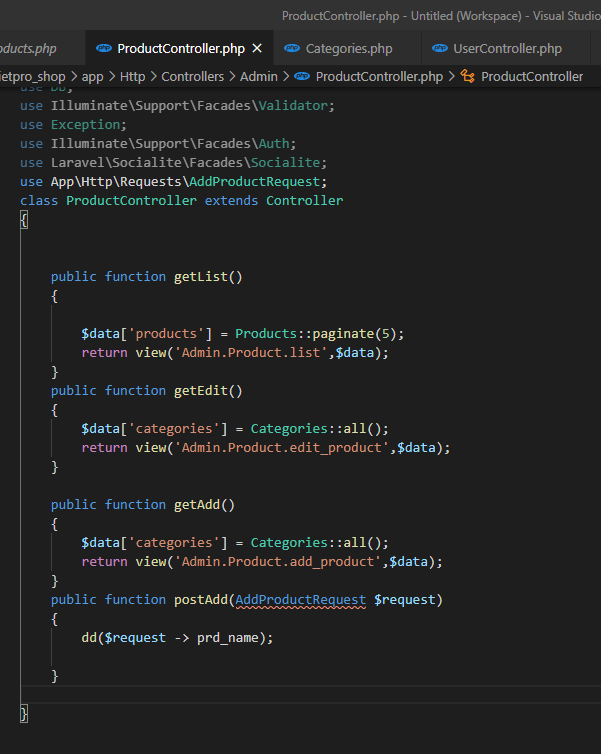 ProductController.php - Untitled (Workspace) - Visual Studio
oducts.php ProductController.php × Categories.php UserController.php
ietpro_shop > app > Http > Controllers > Admin > ProductController.php > ProductController
use DB;
use Illuminate\Support\Facades\Validator;
use Exception;
use Illuminate\Support\Facades\Auth;
use Laravel\Socialite\Facades\Socialite;
use App\Http\Requests\AddProductRequest;
class ProductController extends Controller
{
public function getList()
{
$data['products'] = Products::paginate(5);
return view('Admin.Product.list',$data);
}
public function getEdit()
{
$data['categories'] = Categories::all();
return view('Admin.Product.edit_product',$data);
}
public function getAdd()
{
$data['categories'] = Categories::all();
return view('Admin.Product.add_product',$data);
}
public function postAdd(AddProductRequest $request)
{
dd($request -> prd_name);
}
}